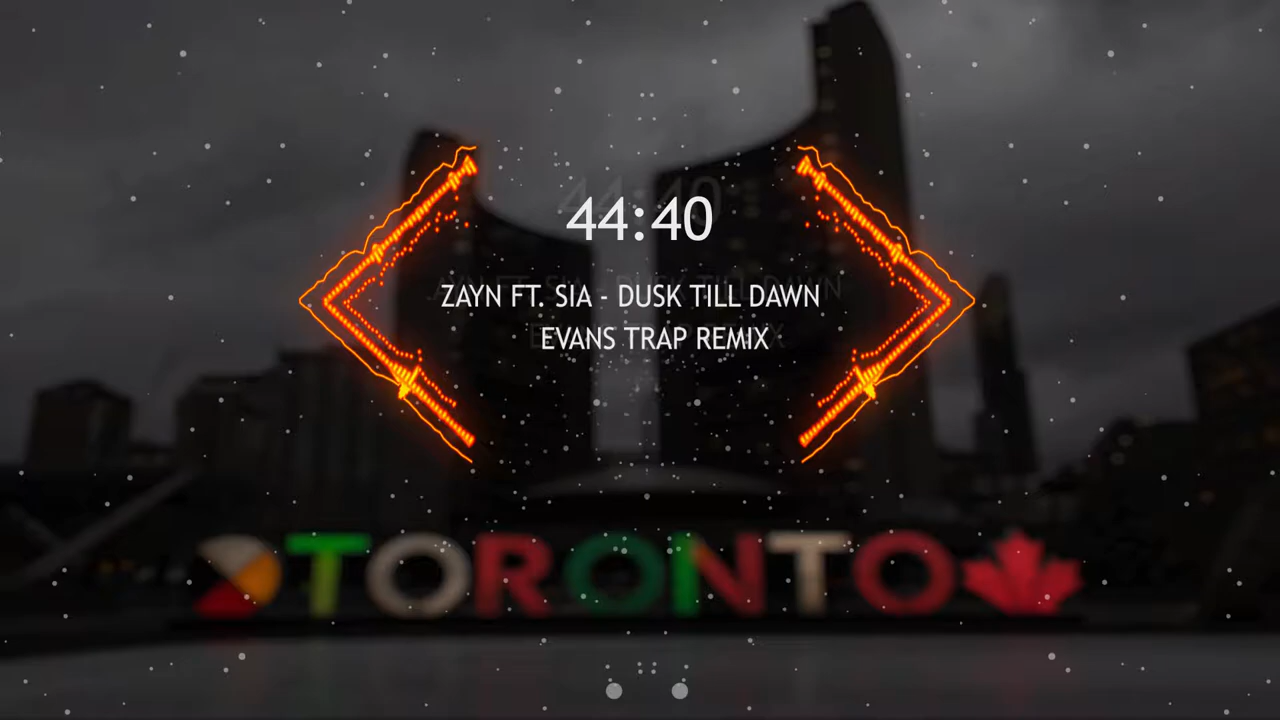 44:40
ZAYN FT. SIA - DUSK TILL DAWN
EVANS TRAP REMIX
TORONTO